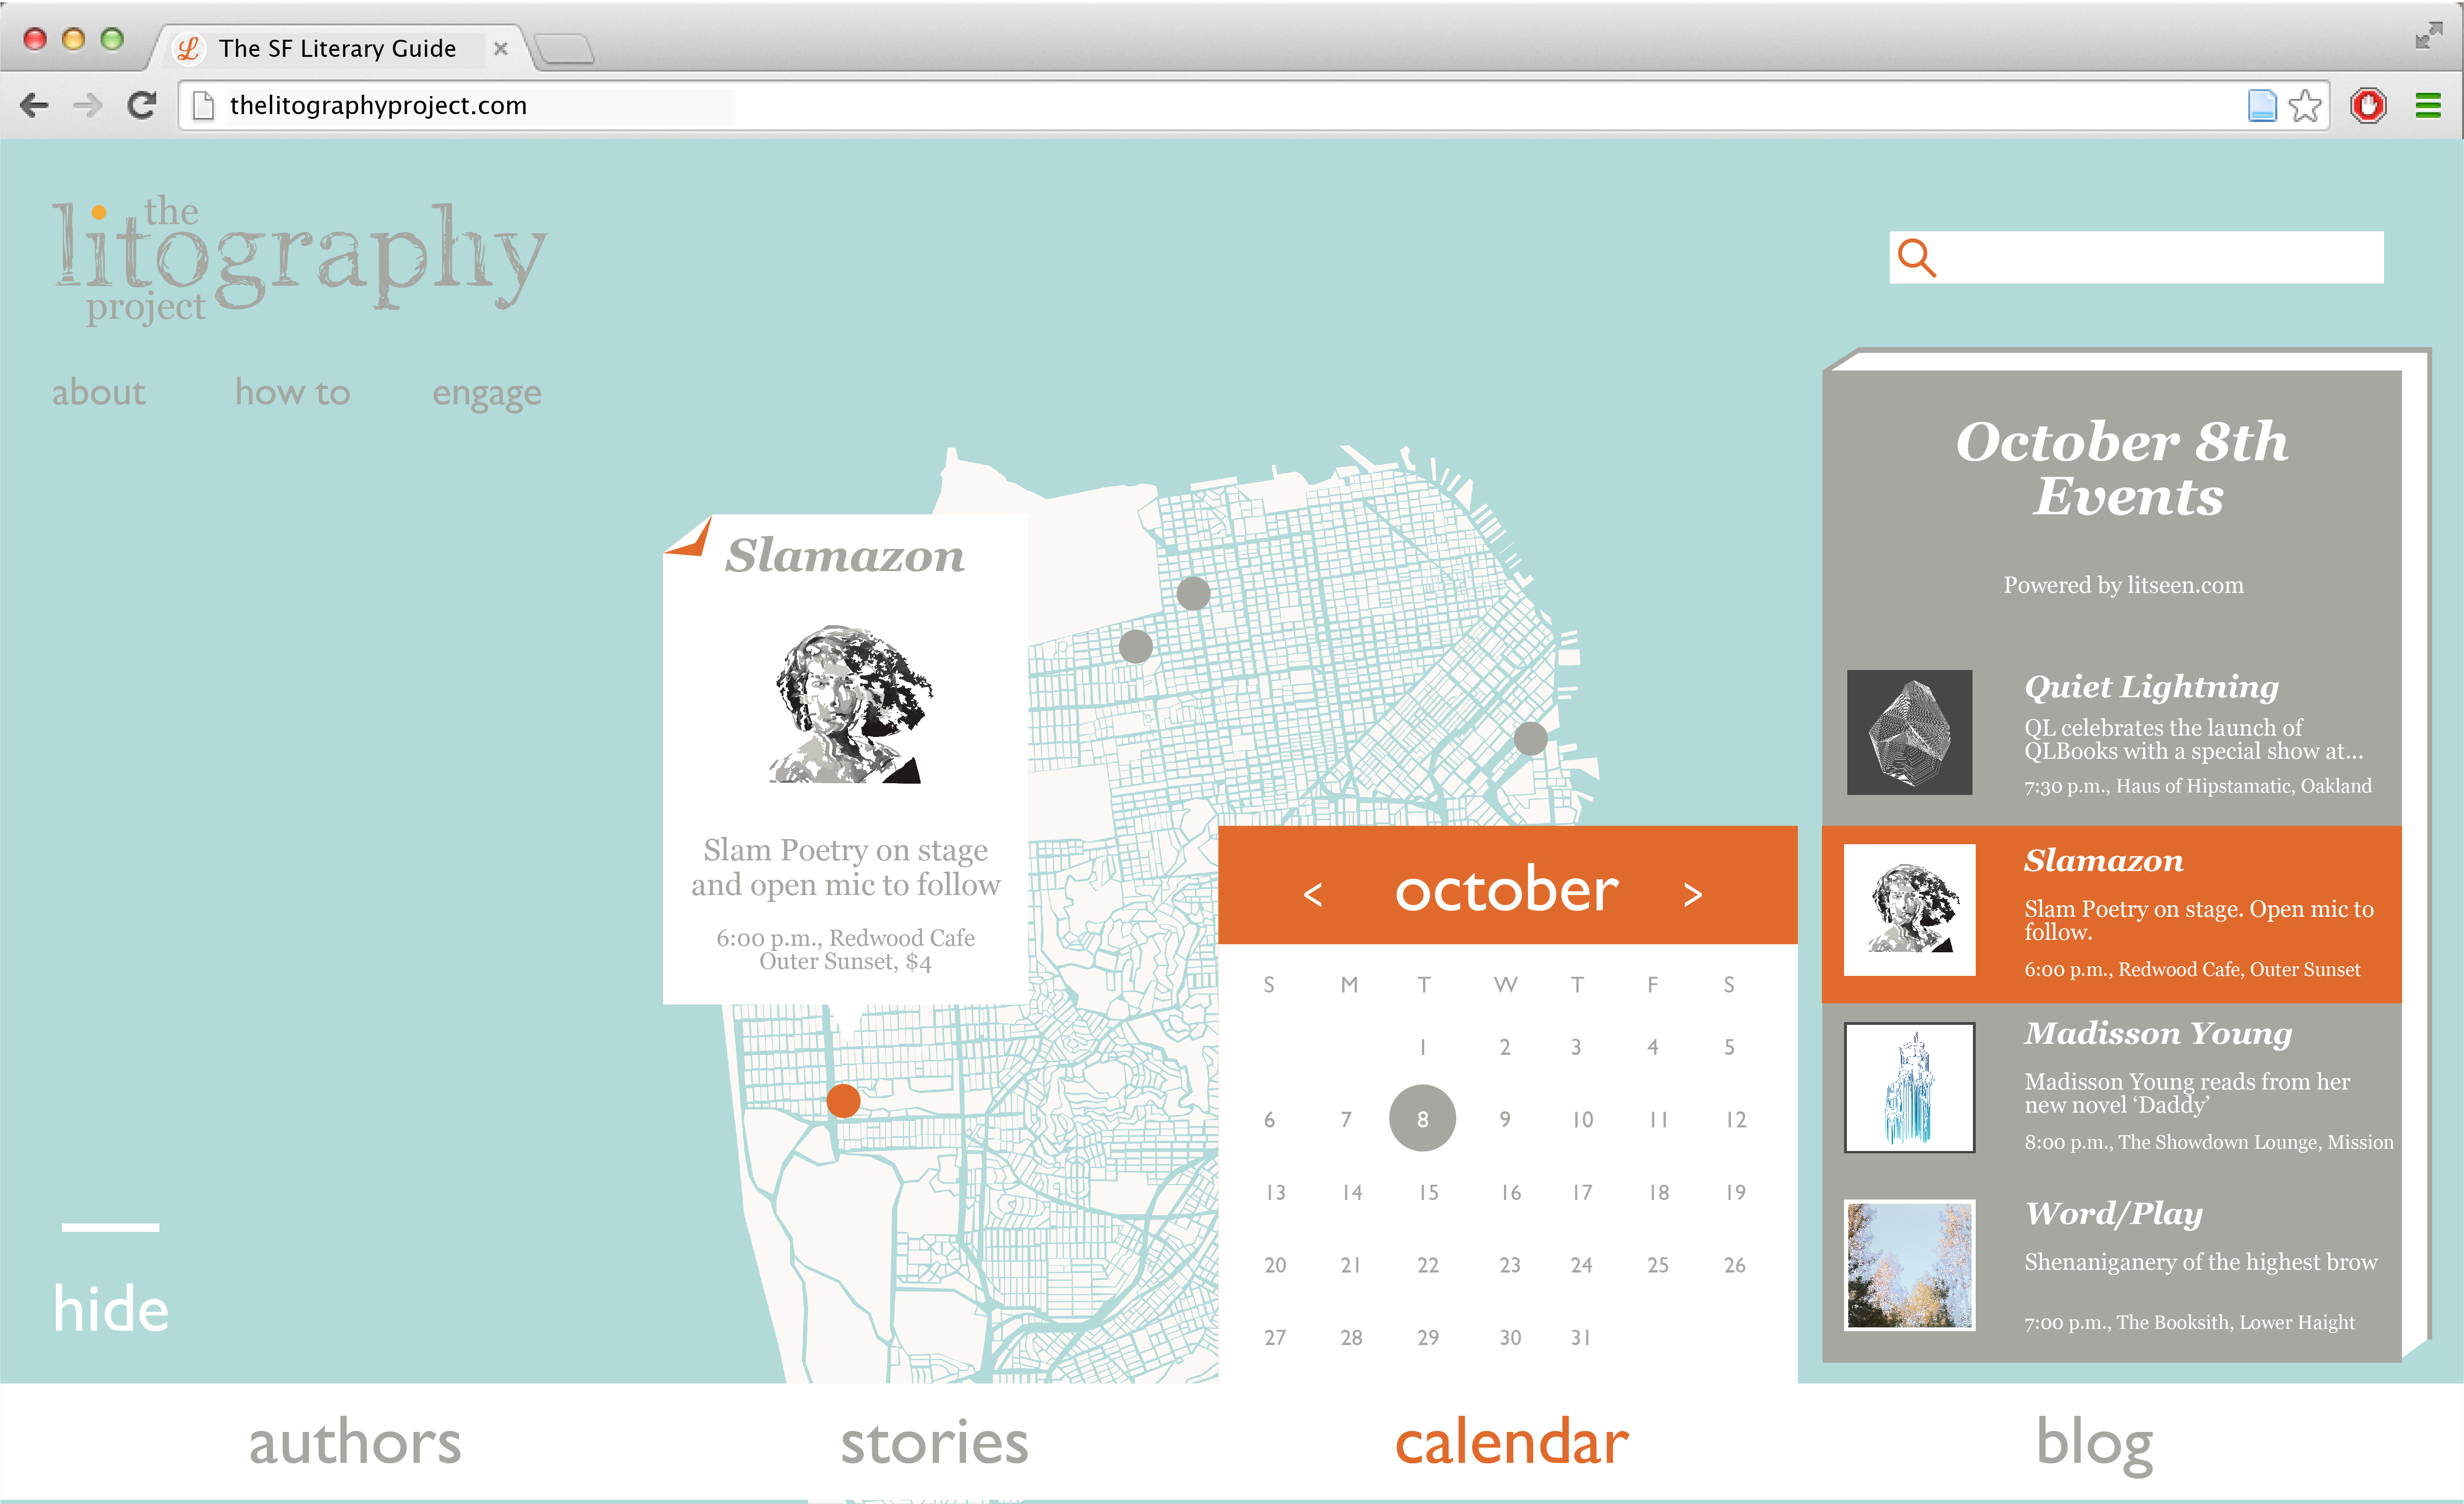 The SF Literary Guide
thelitographyproject.com
the
litography
project
about how to engage
October 8th
Events
Powered by litseen.com
Quiet Lightning
QL celebrates the launch of
QLBooks with a special show at...
7:30 p.m., Haus of Hipstamatic, Oakland
Slamazon
Slam Poetry on stage. Open mic to
follow.
6:00 p.m., Redwood Cafe, Outer Sunset
Madisson Young
Madisson Young reads from her
new novel ‘Daddy’
8:00 p.m., The Showdown Lounge, Mission
Word/Play
Shenaniganery of the highest brow
7:00 p.m., The Booksith, Lower Haight
Slamazon
Slam Poetry on stage
and open mic to follow
6:00 p.m., Redwood Cafe
Outer Sunset, $4
< october >
S M T W T F S
1 2 3 4 5
6 7 8 9 10 11 12
13 14 15 16 17 18 19
20 21 22 23 24 25 26
27 28 29 30 31
hide
authors stories calendar blog